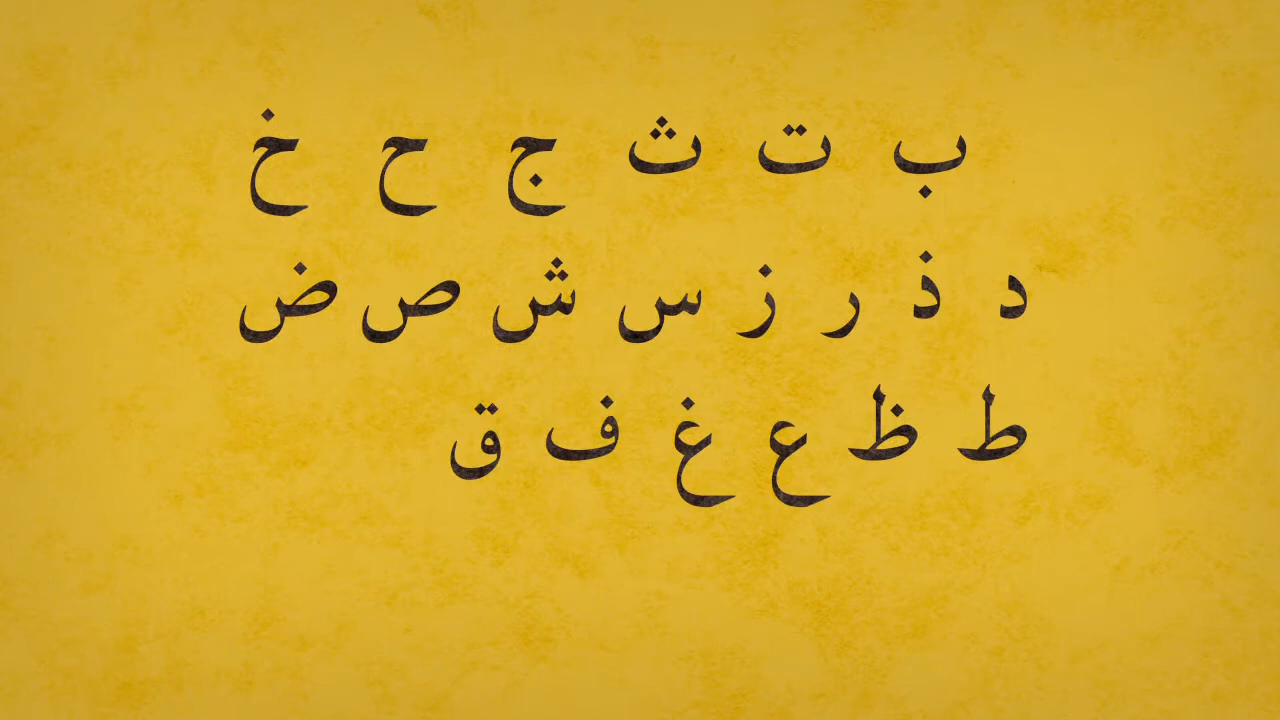 ب ت ث ج ح خ
د ذ ر ز س ش ص ض
ط ظ ع غ ف ق